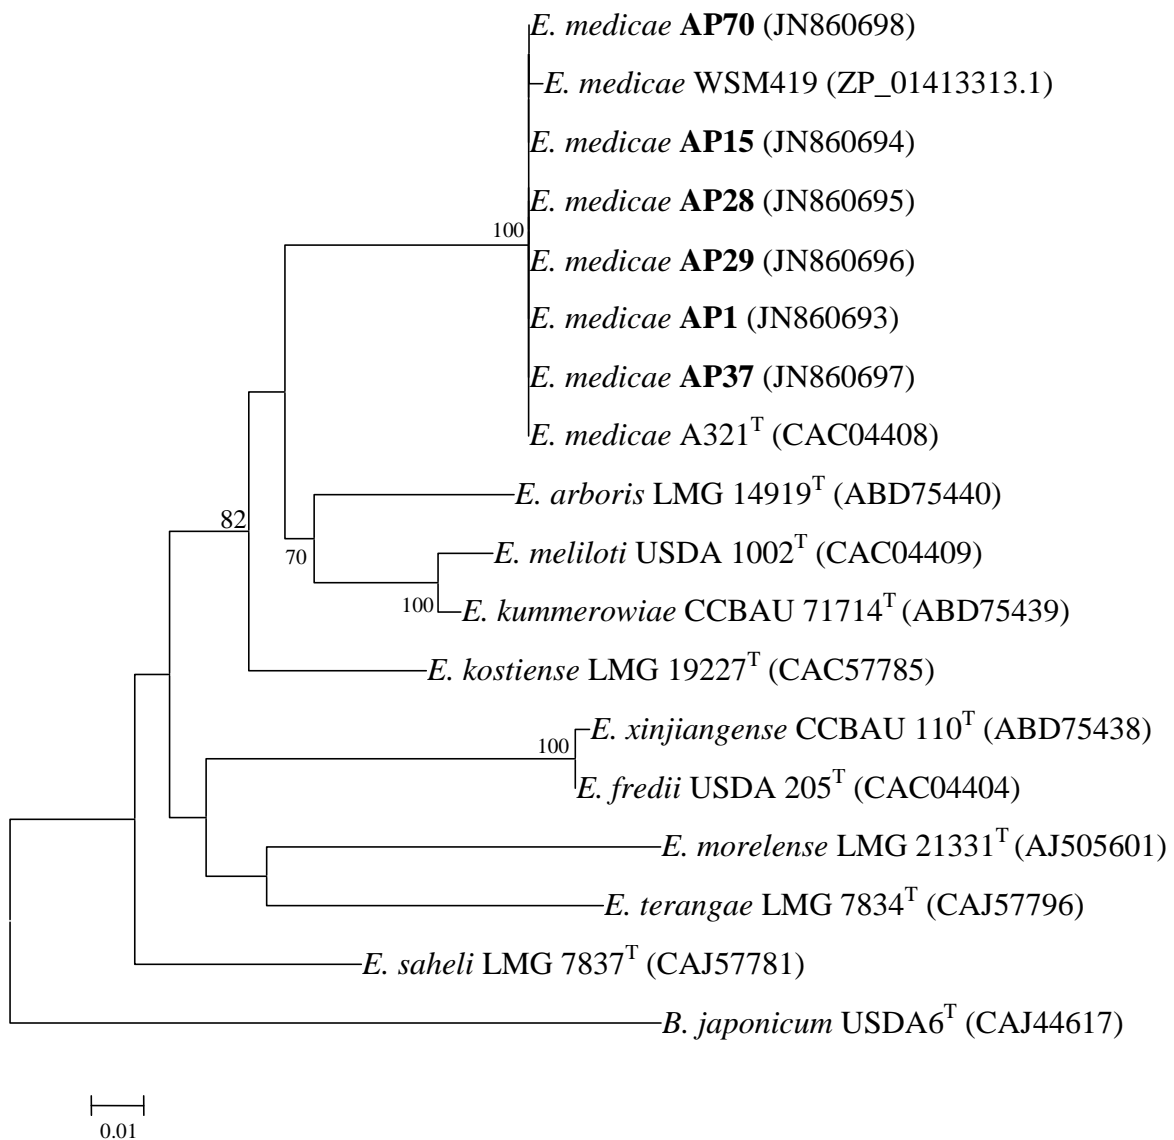 E. medicae AP70 (JN860698)
E. medicae WSM419 (ZP_01413313.1)
E. medicae AP15 (JN860694)
E. medicae AP28 (JN860695)
100
E. medicae AP29 (JN860696)
E. medicae AP1 (JN860693)
E. medicae AP37 (JN860697)
E. medicae A321T (CAC04408)
E. arboris LMG 14919T (ABD75440)
82
70
E. meliloti USDA 1002T (CAC04409)
100
E. kummerowiae CCBAU 71714T (ABD75439)
E. kostiense LMG 19227T (CAC57785)
E. xinjiangense CCBAU 110T (ABD75438)
100
E. fredii USDA 205T (CAC04404)
E. morelense LMG 21331T (AJ505601)
E. terangae LMG 7834T (CAJ57796)
E. saheli LMG 7837T (CAJ57781)
B. japonicum USDA6T (CAJ44617)
0.01